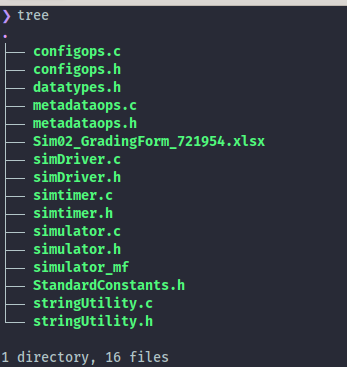 ❯ tree
.
├── configops.c
├── configops.h
├── datatypes.h
├── metadataops.c
├── metadataops.h
├── Sim02_GradingForm_721954.xlsx
├── simDriver.c
├── simDriver.h
├── simtimer.c
├── simtimer.h
├── simulator.c
├── simulator.h
├── simulator_mf
├── StandardConstants.h
├── stringUtility.c
└── stringUtility.h
1 directory, 16 files